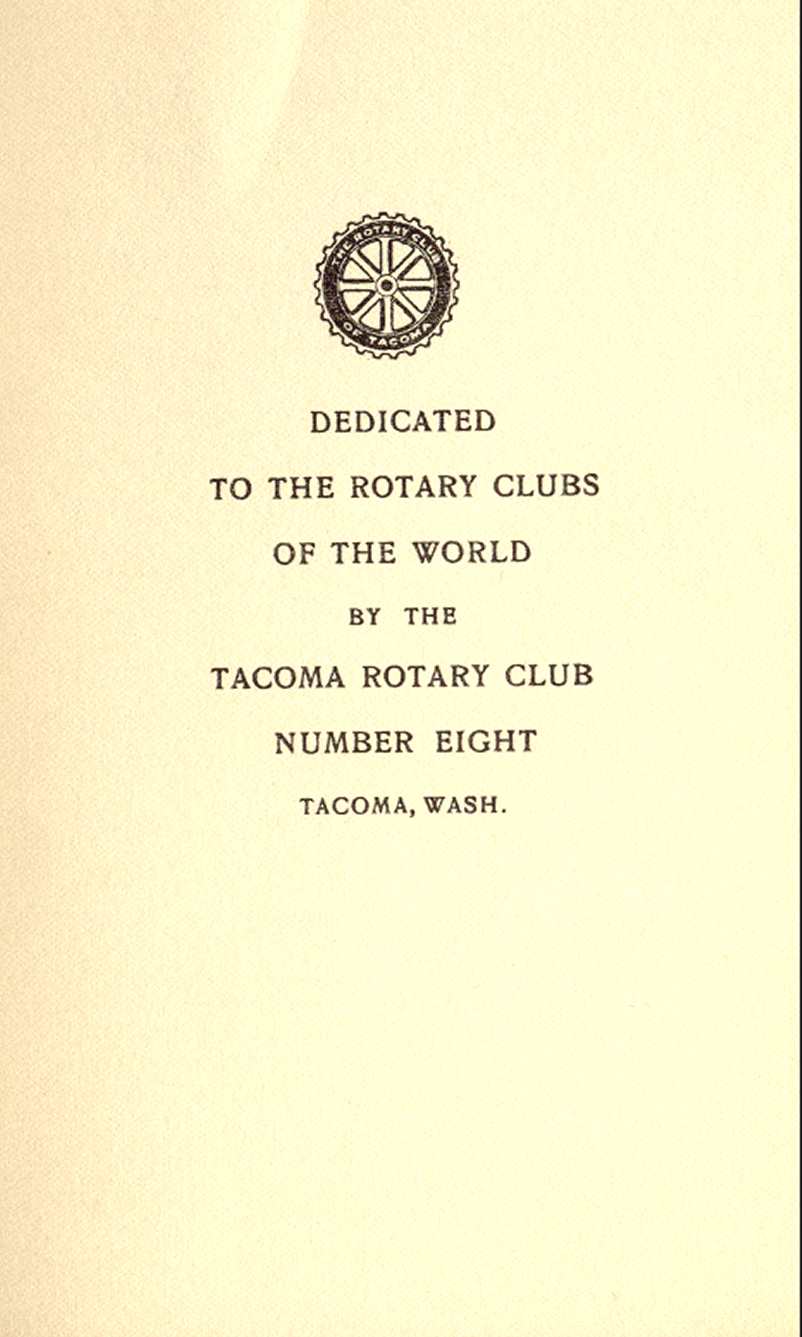 THE ROTARY CLUB
OF TACOMA
DEDICATED
TO THE ROTARY CLUBS
OF THE WORLD
BY THE
TACOMA ROTARY CLUB
NUMBER EIGHT
TACOMA, WASH.